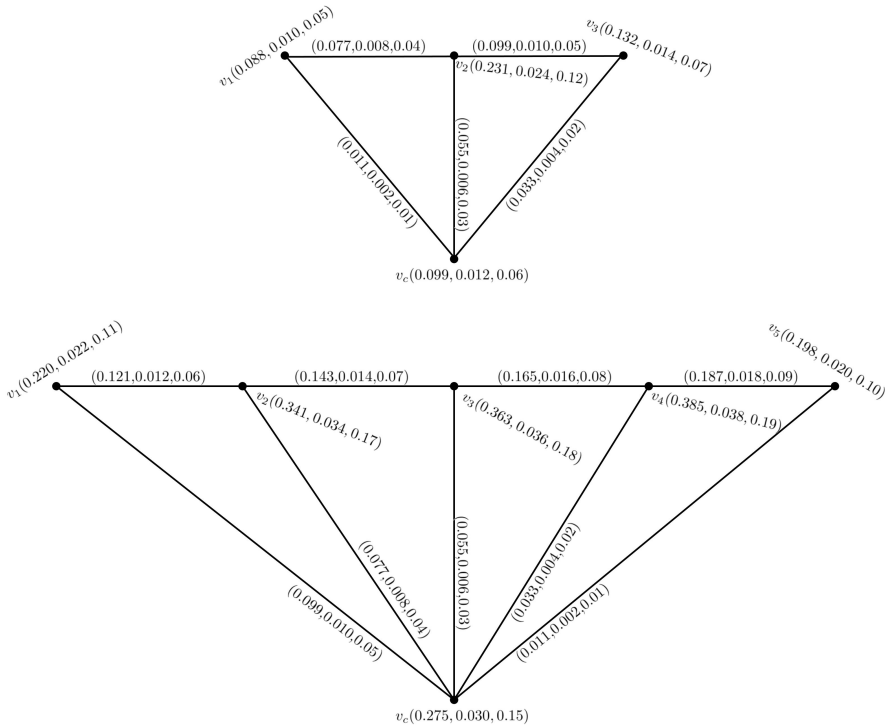 v₁(0.088, 0.010, 0.05)
(0.077,0.008,0.04)
(0.099,0.010,0.05)
v₃(0.132, 0.014, 0.07)
v₂(0.231, 0.024, 0.12)
(0.011,0.002,0.01)
(0.055,0.006,0.03)
(0.033,0.004,0.02)
v_c(0.099, 0.012, 0.06)
v₁(0.220, 0.022, 0.11)
(0.121,0.012,0.06)
(0.143,0.014,0.07)
(0.165,0.016,0.08)
(0.187,0.018,0.09)
v₅(0.198, 0.020, 0.10)
v₂(0.341, 0.034, 0.17)
v₃(0.363, 0.036, 0.18)
v₄(0.385, 0.038, 0.19)
(0.099,0.010,0.05)
(0.077,0.008,0.04)
(0.055,0.006,0.03)
(0.033,0.004,0.02)
(0.011,0.002,0.01)
v_c(0.275, 0.030, 0.15)